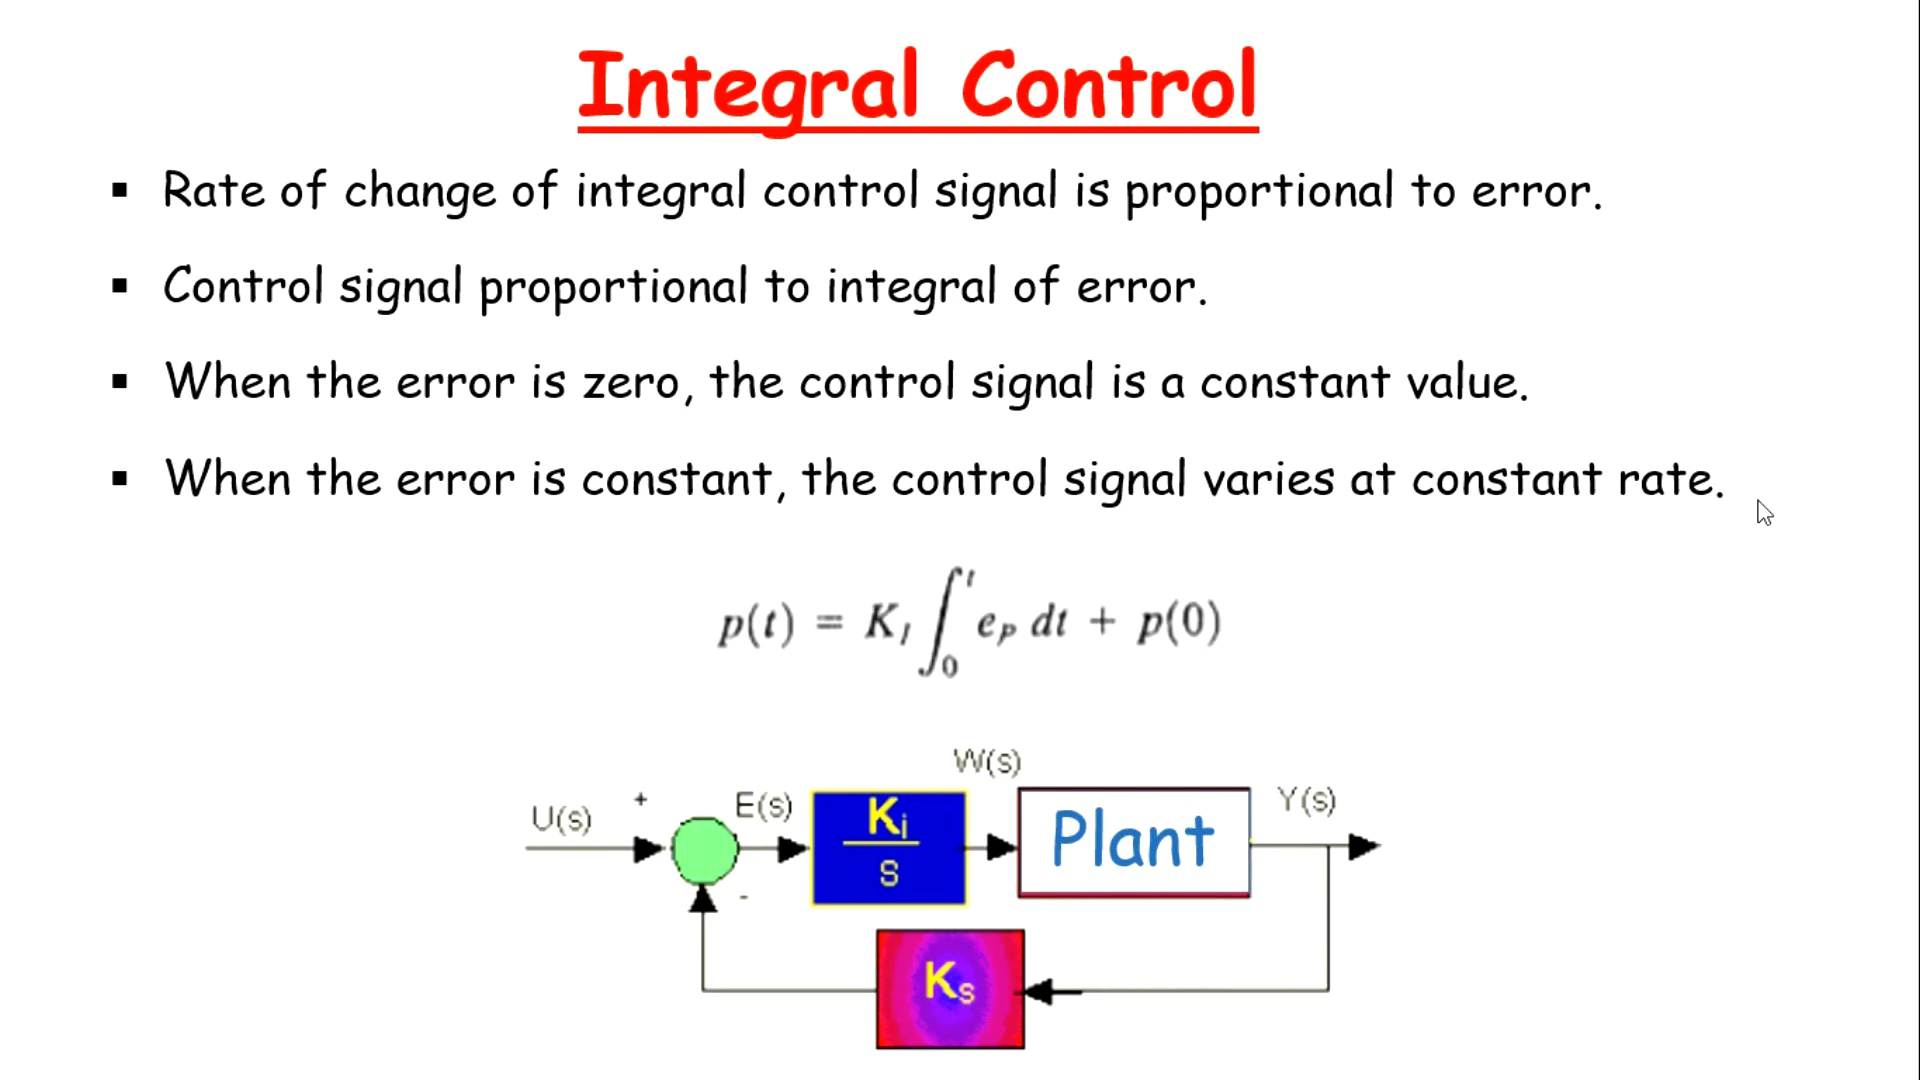 Integral Control
▪ Rate of change of integral control signal is proportional to error.
▪ Control signal proportional to integral of error.
▪ When the error is zero, the control signal is a constant value.
▪ When the error is constant, the control signal varies at constant rate.
p(t) = K_I ∫_0^t e_p dt + p(0)
W(s)
U(s) + E(s) K_i / s Plant Y(s)
-
K_s